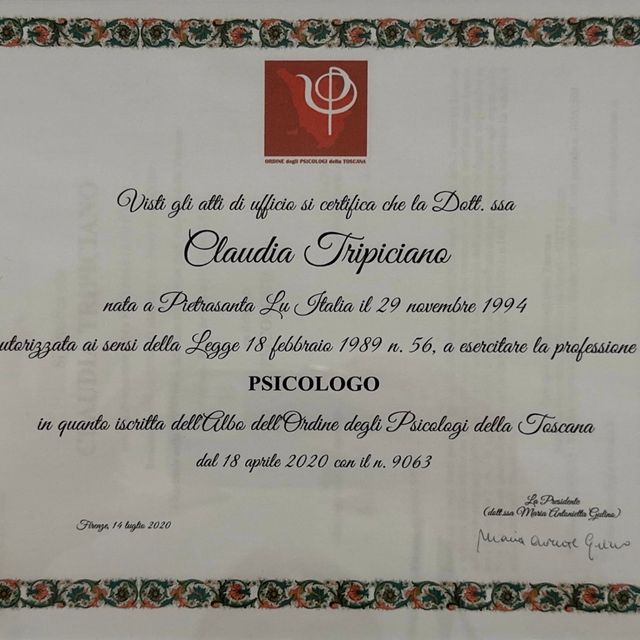 ORDINE degli PSICOLOGI della TOSCANA
Visti gli atti di ufficio si certifica che la Dott. ssa
Claudia Tripiciano
nata a Pietrasanta Lu Italia il 29 novembre 1994
utorizzata ai sensi della Legge 18 febbraio 1989 n. 56, a esercitare la professione
PSICOLOGO
in quanto iscritta dell'Albo dell'Ordine degli Psicologi della Toscana
dal 18 aprile 2020 con il n. 9063
La Presidente
(dott.ssa Maria Antonietta Gulino)
Firenze, 14 luglio 2020